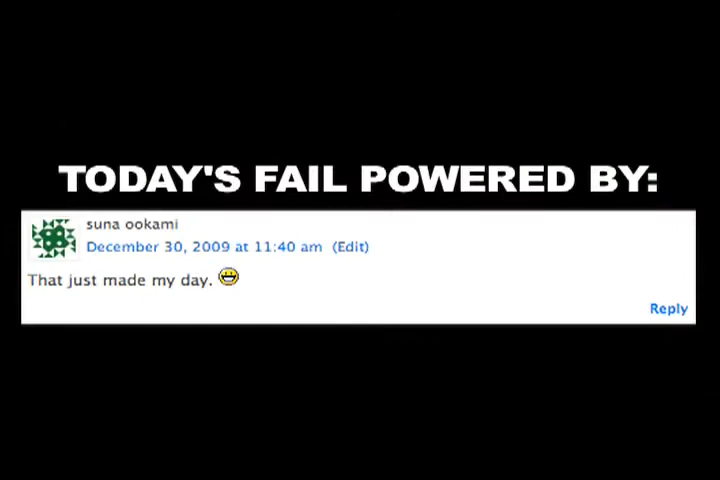 TODAY'S FAIL POWERED BY:
suna ookami
December 30, 2009 at 11:40 am (Edit)
That just made my day. 
Reply